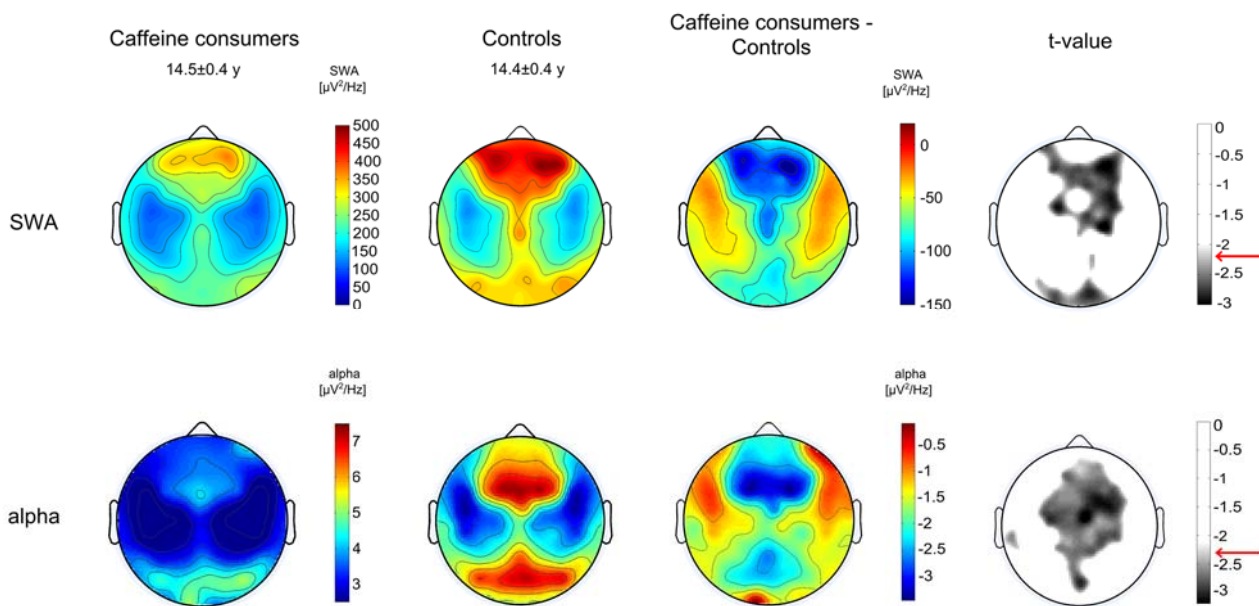 Caffeine consumers
14.5±0.4 y
Controls
14.4±0.4 y
Caffeine consumers -
Controls
t-value
SWA
SWA
[µV²/Hz]
500
450
400
350
300
250
200
150
100
50
0
SWA
[µV²/Hz]
0
-50
-100
-150
0
-0.5
-1
-1.5
-2
-2.5
-3
alpha
alpha
[µV²/Hz]
7
6
5
4
3
alpha
[µV²/Hz]
-0.5
-1
-1.5
-2
-2.5
-3
0
-0.5
-1
-1.5
-2
-2.5
-3